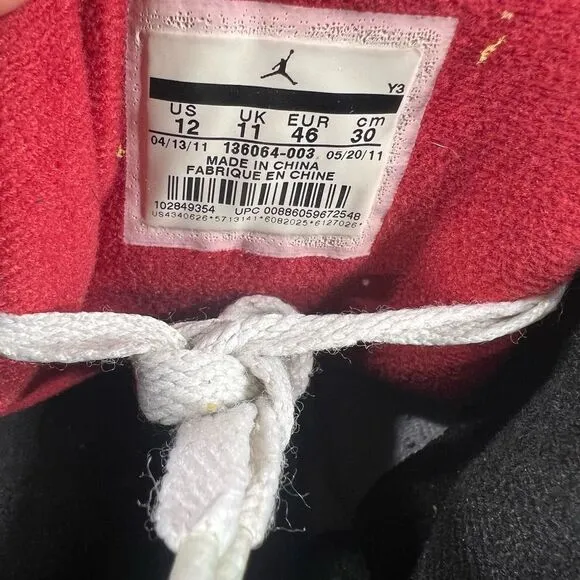 Y3
US UK EUR cm
12 11 46 30
04/13/11 136064-003 05/20/11
MADE IN CHINA
FABRIQUE EN CHINE
102849354 UPC 00886059672548
US4340626*5713141*6082025*6127026*